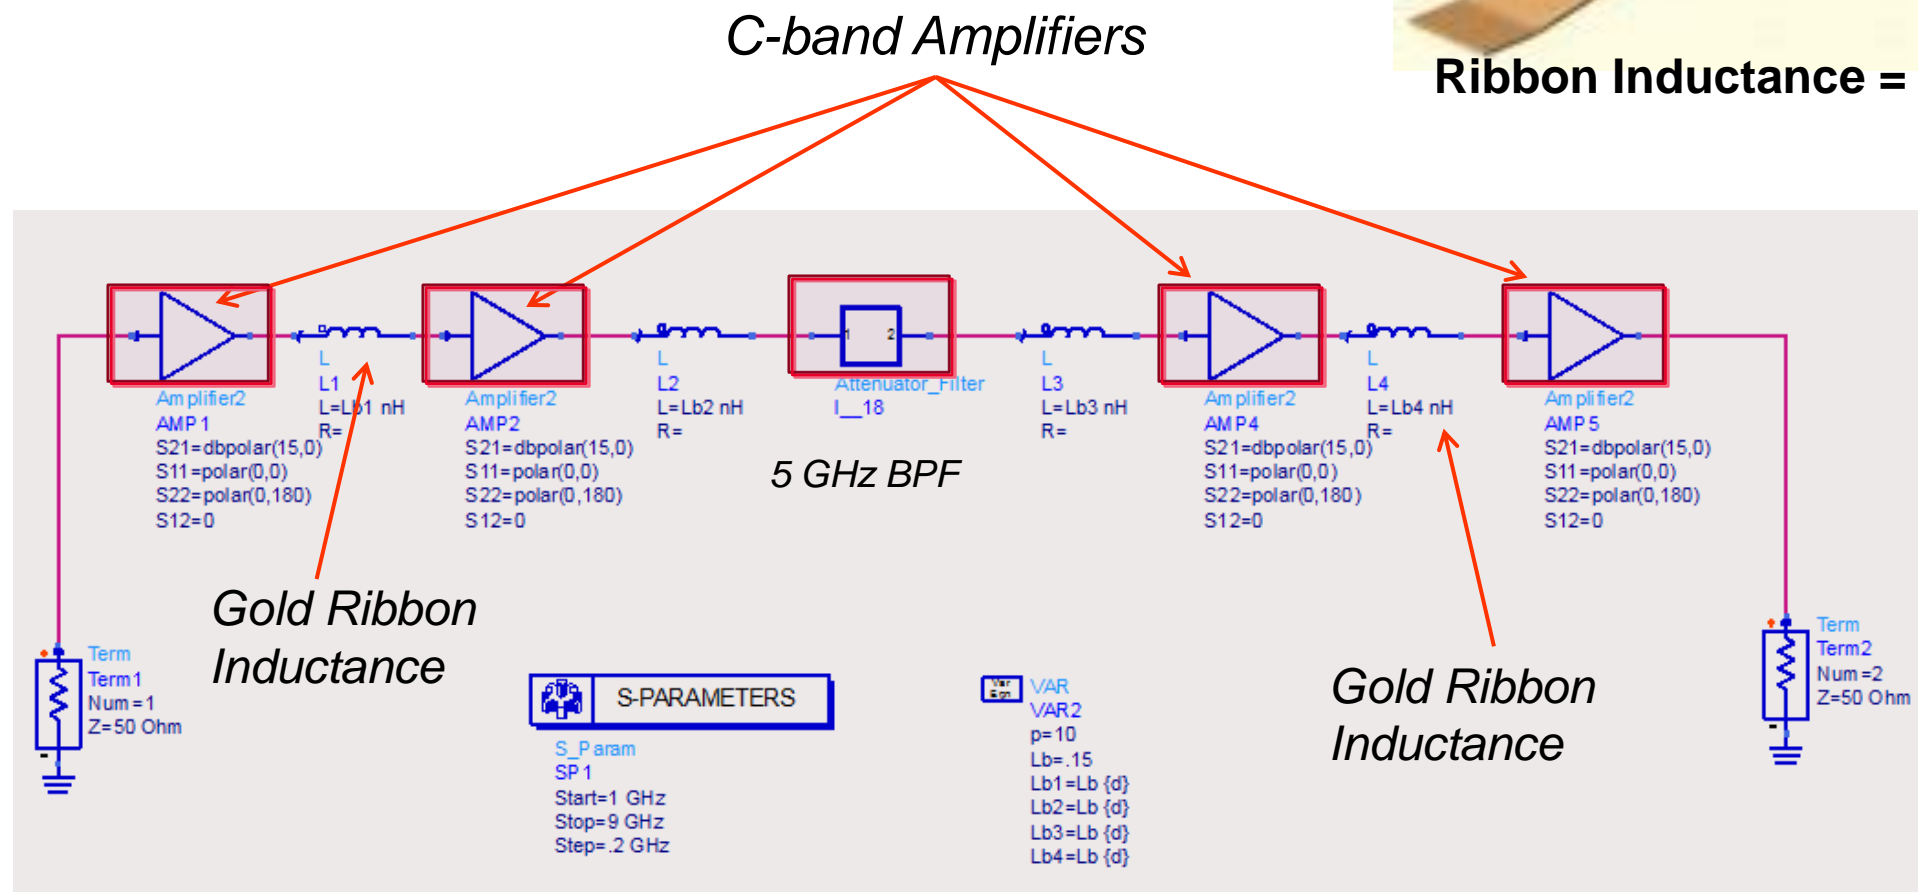 C-band Amplifiers
Ribbon Inductance =
L
L1
L=Lb1 nH
R=
L
L2
L=Lb2 nH
R=
1 2
Attenuator_Filter
I__18
L
L3
L=Lb3 nH
R=
L
L4
L=Lb4 nH
R=
Amplifier2
AMP1
S21=dbpolar(15,0)
S11=polar(0,0)
S22=polar(0,180)
S12=0
Amplifier2
AMP2
S21=dbpolar(15,0)
S11=polar(0,0)
S22=polar(0,180)
S12=0
5 GHz BPF
Amplifier2
AMP4
S21=dbpolar(15,0)
S11=polar(0,0)
S22=polar(0,180)
S12=0
Amplifier2
AMP5
S21=dbpolar(15,0)
S11=polar(0,0)
S22=polar(0,180)
S12=0
Gold Ribbon
Inductance
Gold Ribbon
Inductance
Term
Term1
Num=1
Z=50 Ohm
S-PARAMETERS
S_Param
SP1
Start=1 GHz
Stop=9 GHz
Step=.2 GHz
Var
Eqn
VAR
VAR2
p=10
Lb=.15
Lb1=Lb {d}
Lb2=Lb {d}
Lb3=Lb {d}
Lb4=Lb {d}
Term
Term2
Num=2
Z=50 Ohm